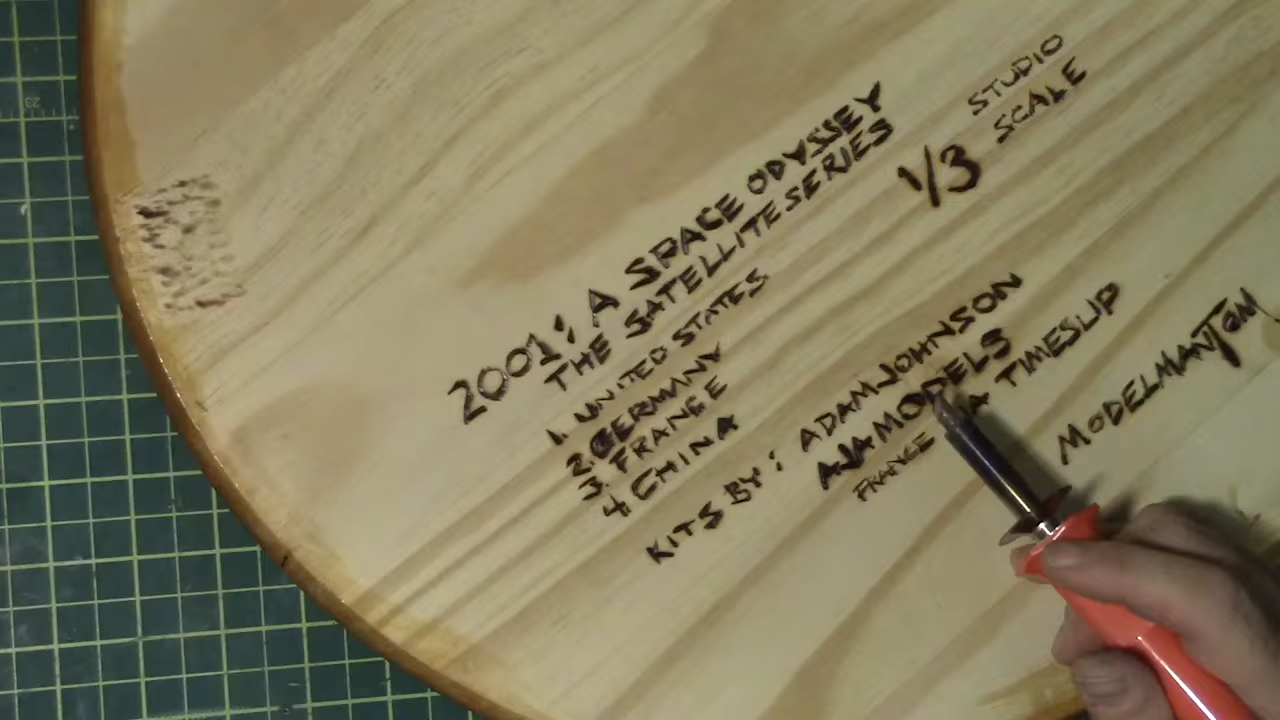 2001: A SPACE ODYSSEY
THE SATELLITE SERIES
1. UNITED STATES
2. GERMANY
3. FRANCE
4 CHINA
1/3
STUDIO
SCALE
KITS BY: ADAM JOHNSON
AJA MODELS
FRANCE A TIMESLIP
MODELMANTOM
23